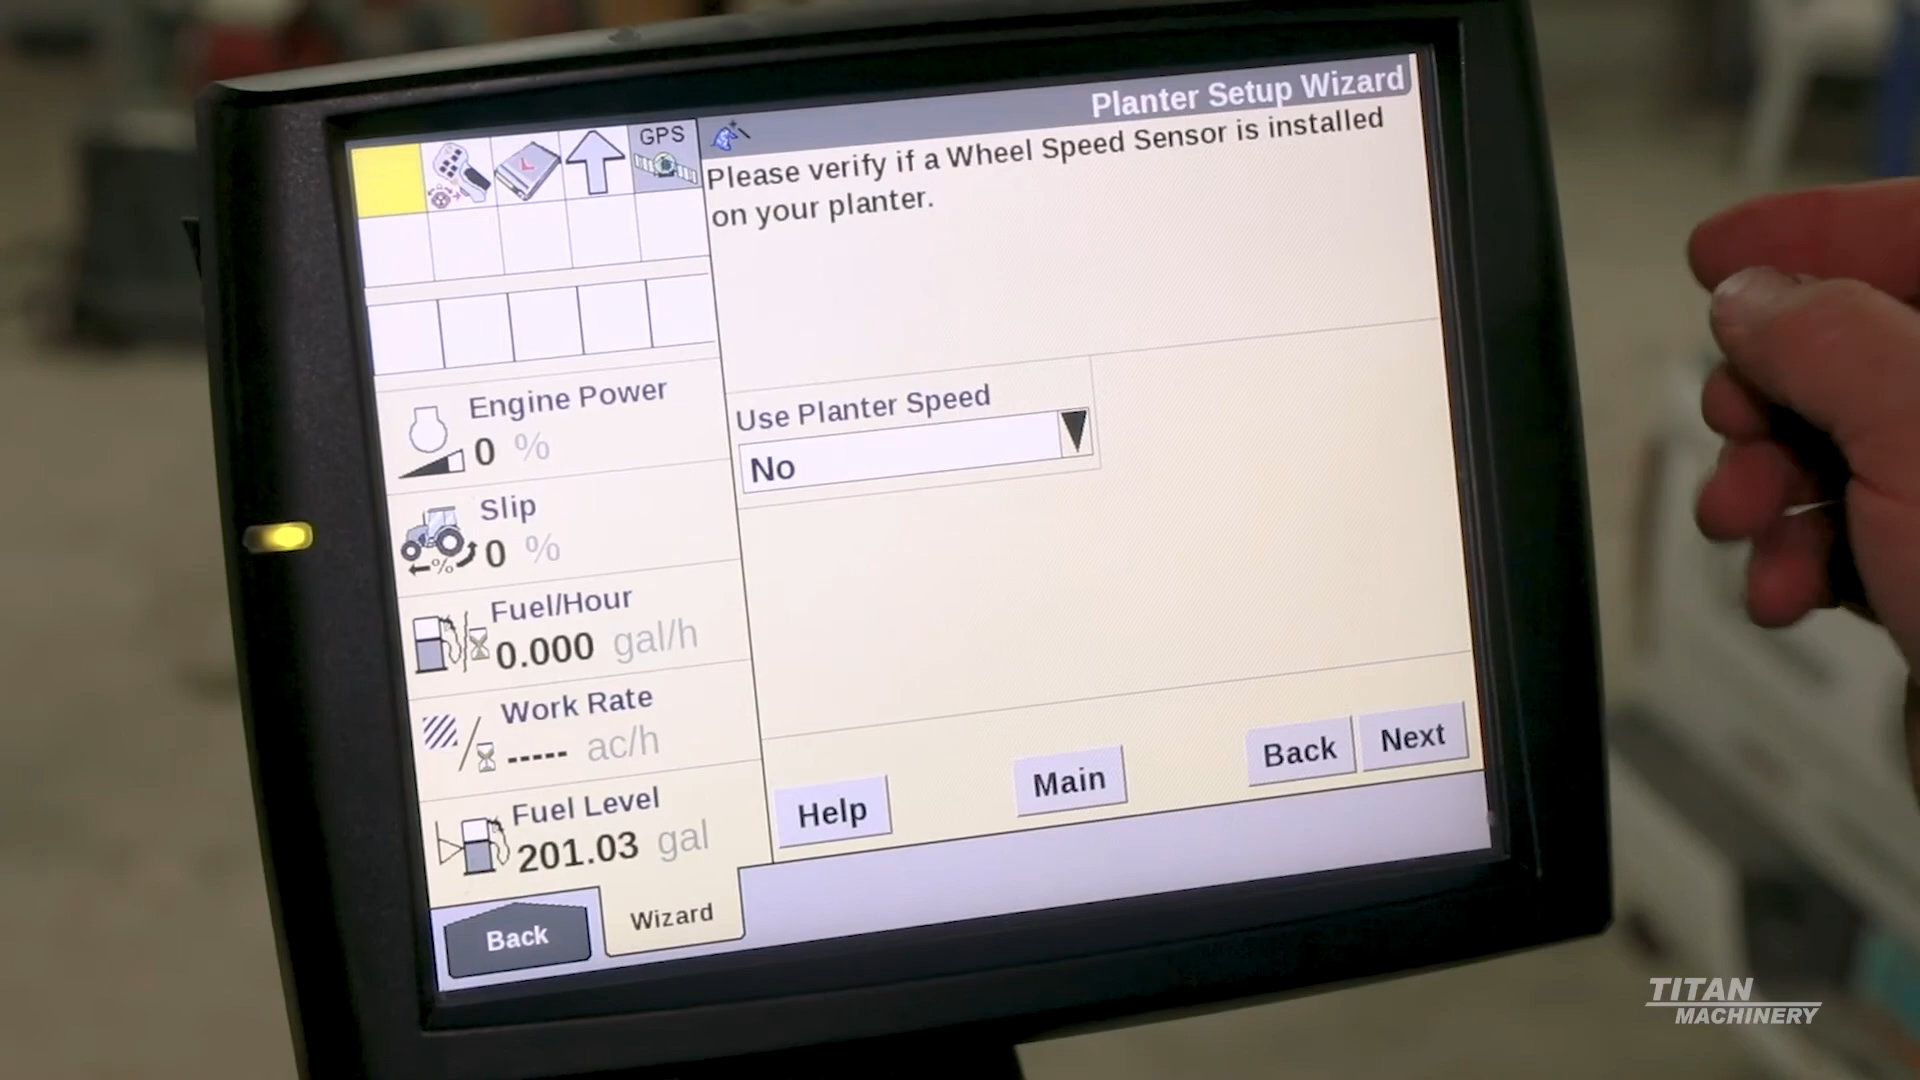 GPS
Planter Setup Wizard
Please verify if a Wheel Speed Sensor is installed
on your planter.
Engine Power
0 %
Slip
0 %
%
Fuel/Hour
0.000 gal/h
Work Rate
----- ac/h
Fuel Level
201.03 gal
Use Planter Speed
No
Help
Main
Back
Next
Back
Wizard
TITAN
MACHINERY